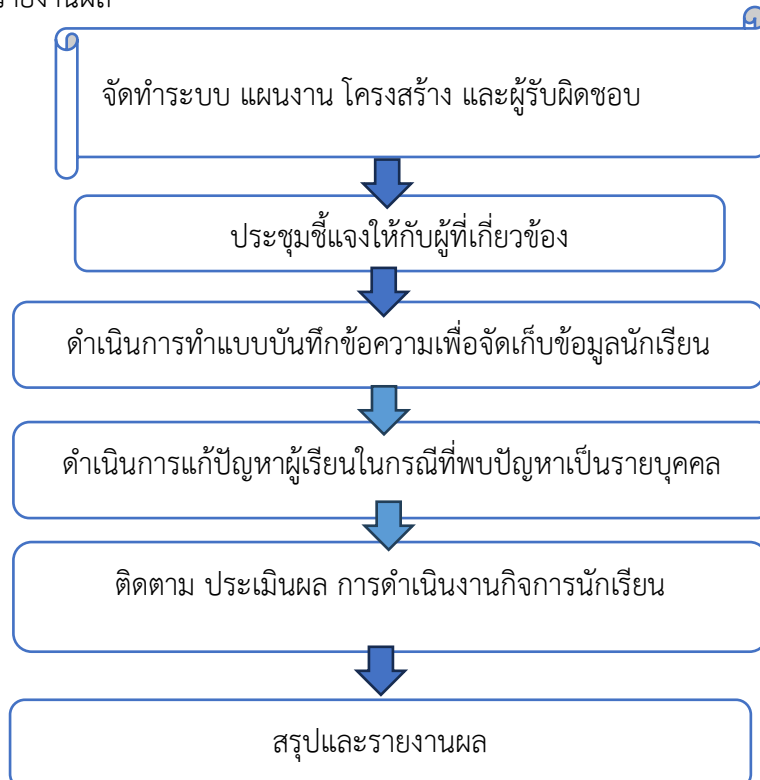 รายงานผล
จัดทำระบบ แผนงาน โครงสร้าง และผู้รับผิดชอบ
ประชุมชี้แจงให้กับผู้ที่เกี่ยวข้อง
ดำเนินการทำแบบบันทึกข้อความเพื่อจัดเก็บข้อมูลนักเรียน
ดำเนินการแก้ปัญหาผู้เรียนในกรณีที่พบปัญหาเป็นรายบุคคล
ติดตาม ประเมินผล การดำเนินงานกิจการนักเรียน
สรุปและรายงานผล